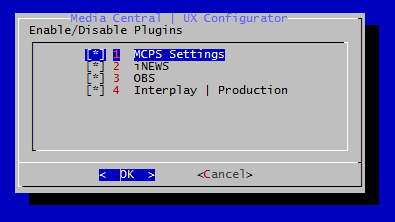 Media Central | UX Configurator
Enable/Disable Plugins
[*] 1 MCPS Settings
[*] 2 iNEWS
[*] 3 OBS
[*] 4 Interplay | Production
< OK > <Cancel>